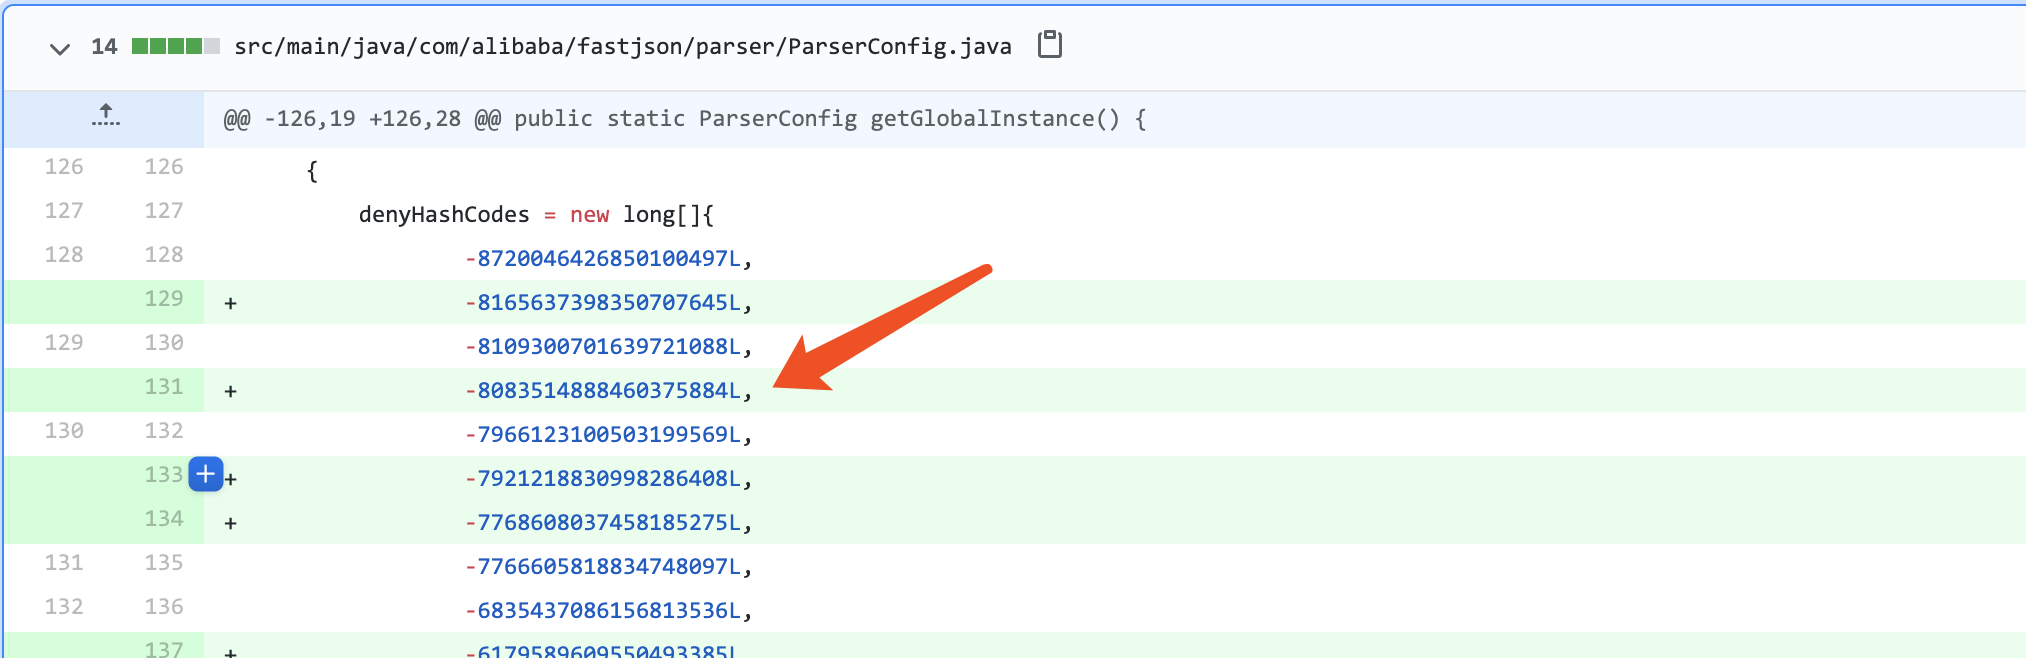 14 src/main/java/com/alibaba/fastjson/parser/ParserConfig.java
@@ -126,19 +126,28 @@ public static ParserConfig getGlobalInstance() {
126 126 {
127 127 denyHashCodes = new long[]{
128 128 -8720046426850100497L,
129 + -8165637398350707645L,
129 130 -8109300701639721088L,
131 + -8083514888460375884L,
130 132 -7966123100503199569L,
133 + -7921218830998286408L,
134 + -7768608037458185275L,
131 135 -7766605818834748097L,
132 136 -6835437086156813536L,
137 + -6179589609550493385L